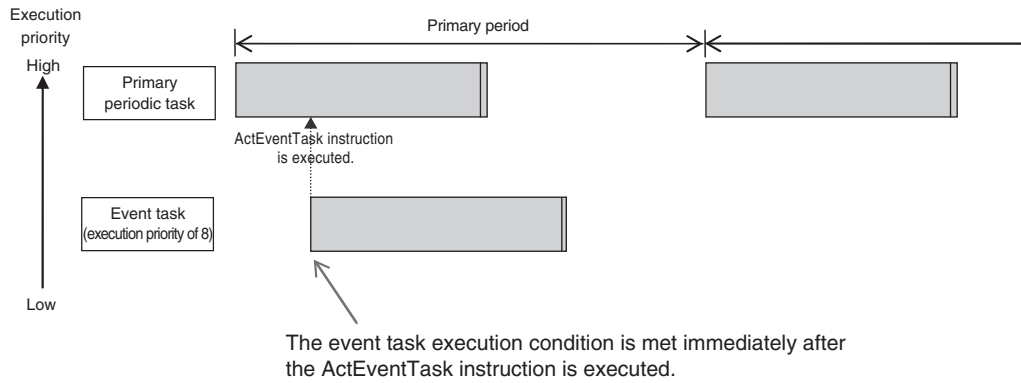 Execution
priority
High
Primary period
Primary
periodic task
ActEventTask instruction
is executed.
Event task
(execution priority of 8)
Low
The event task execution condition is met immediately after
the ActEventTask instruction is executed.